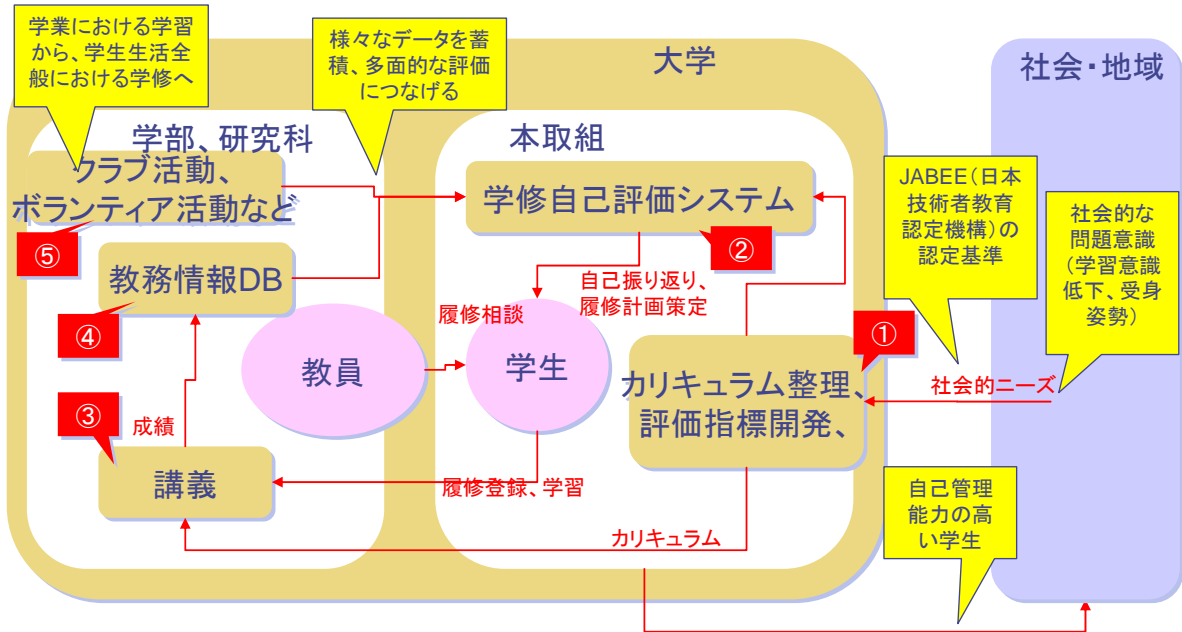 学業における学習
から、学生生活全
般における学修へ
様々なデータを蓄
積、多面的な評価
につなげる
大学
社会・地域
学部、研究科
本取組
クラブ活動、
ボランティア活動など
⑤
学修自己評価システム
②
JABEE(日本
技術者教育
認定機構)の
認定基準
社会的な
問題意識
(学習意識
低下、受身
姿勢)
教務情報DB
④
自己振り返り、
履修計画策定
履修相談
①
教員
学生
カリキュラム整理、
評価指標開発、
社会的ニーズ
③
成績
講義
履修登録、学習
カリキュラム
自己管理
能力の高
い学生